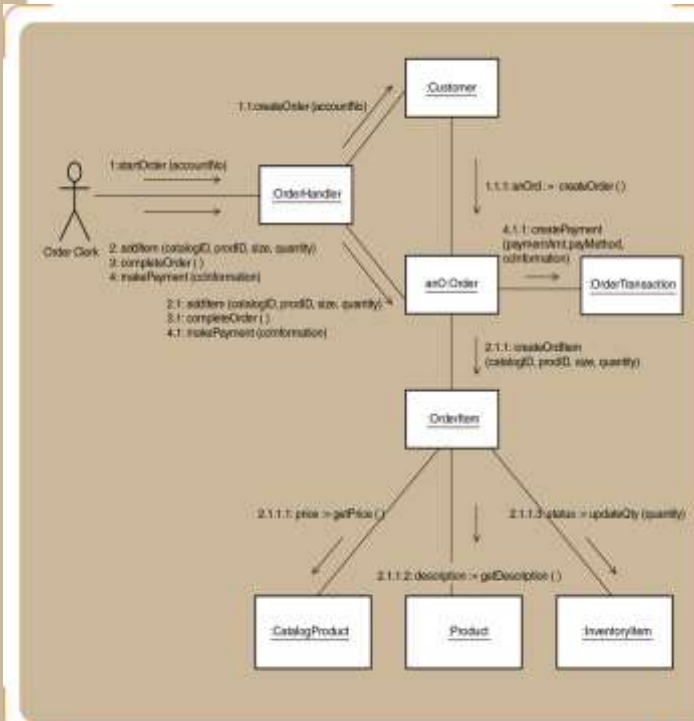 :Customer
1.1:createOrder (accountNo)
1:startOrder (accountNo)
:OrderHandler
1.1.1: anOrd := createOrder ( )
Order Clerk
2: addItem (catalogID, prodID, size, quantity)
3: completeOrder ( )
4: makePayment (ccInformation)
4.1.1: createPayment
(paymentAmt,payMethod,
ccInformation)
anO:Order
:OrderTransaction
2.1: addItem (catalogID, prodID, size, quantity)
3.1: completeOrder ( )
4.1: makePayment (ccInformation)
2.1.1: createOrdItem
(catalogID, prodID, size, quantity)
:OrderItem
2.1.1.1: price := getPrice ( )
2.1.1.3: status := updateQty (quantity)
2.1.1.2: description := getDescription ( )
:CatalogProduct
:Product
:InventoryItem